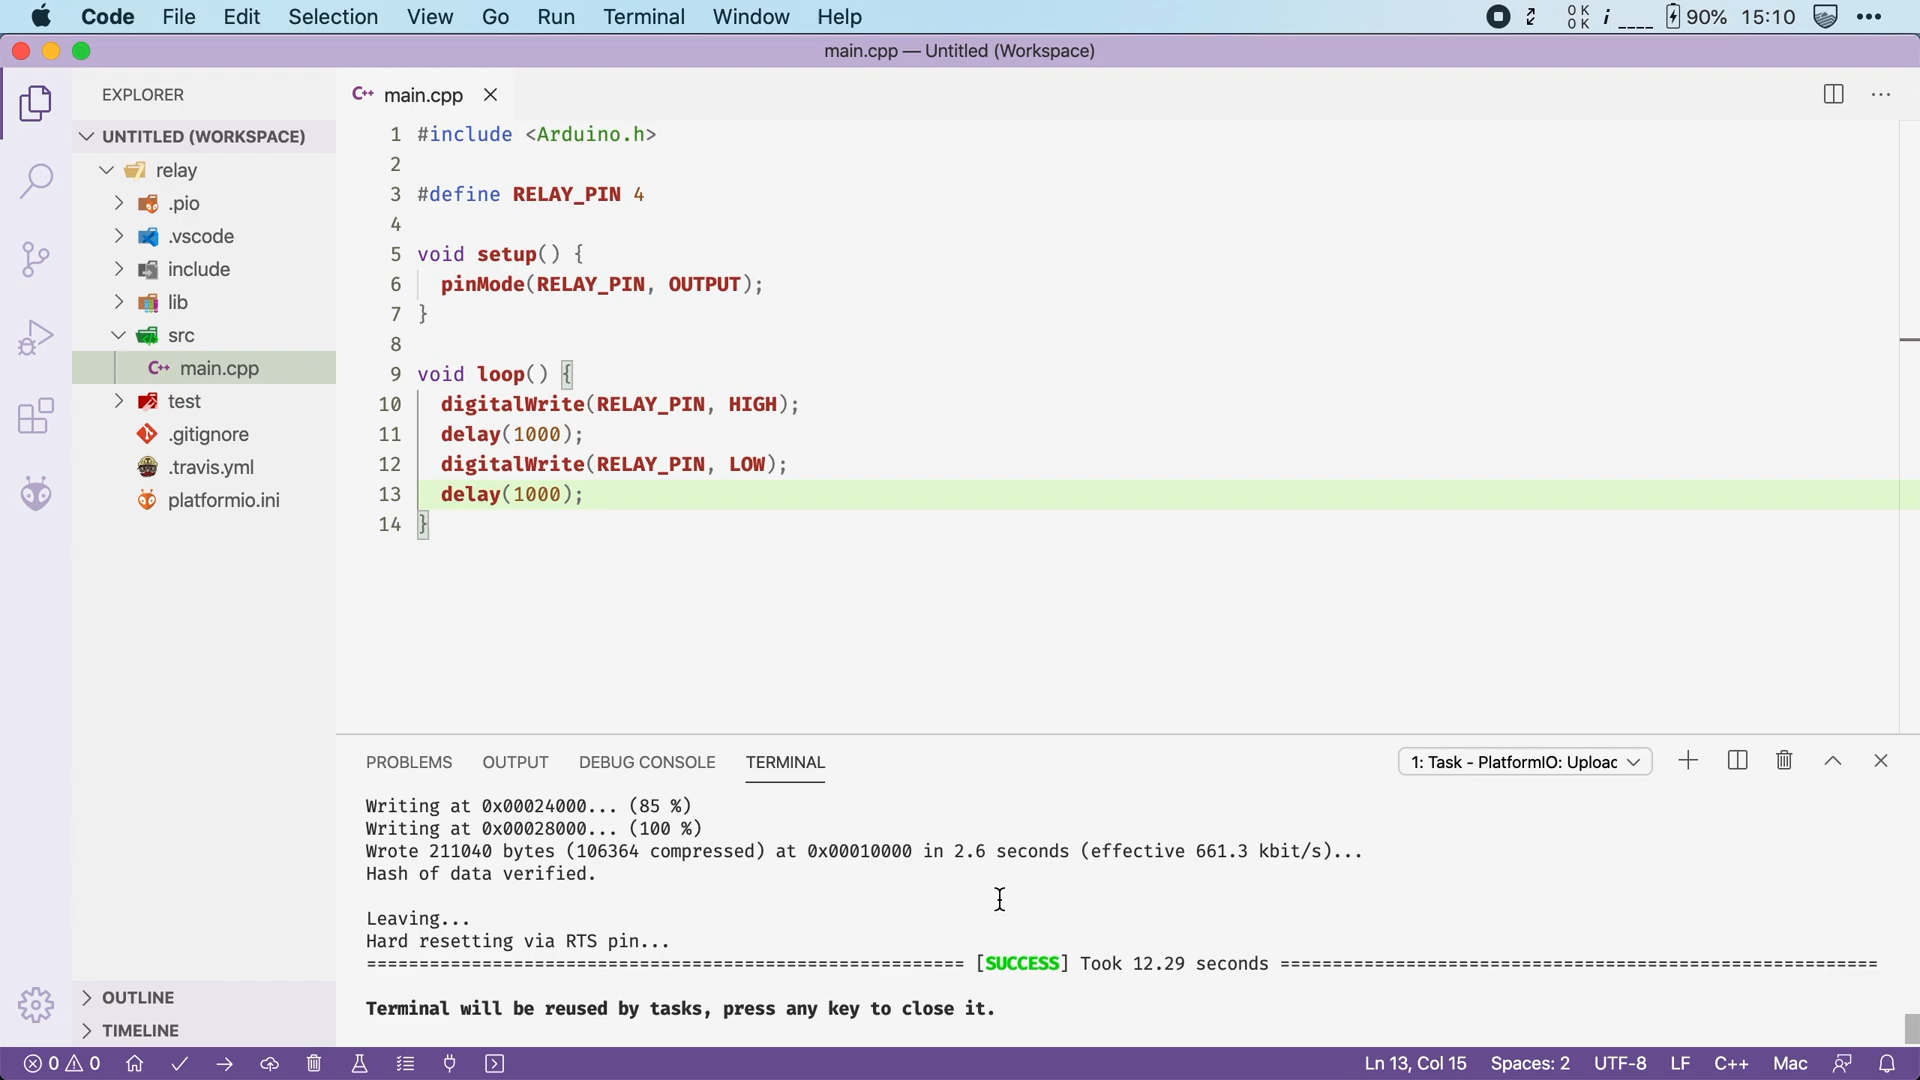 Code File Edit Selection View Go Run Terminal Window Help
0 K
0 K
90% 15:10
main.cpp — Untitled (Workspace)
EXPLORER
UNTITLED (WORKSPACE)
relay
.pio
.vscode
include
lib
src
C++ main.cpp
test
.gitignore
.travis.yml
platformio.ini
OUTLINE
TIMELINE
C++ main.cpp
1 #include <Arduino.h>
2
3 #define RELAY_PIN 4
4
5 void setup() {
6 pinMode(RELAY_PIN, OUTPUT);
7 }
8
9 void loop() {
10 digitalWrite(RELAY_PIN, HIGH);
11 delay(1000);
12 digitalWrite(RELAY_PIN, LOW);
13 delay(1000);
14 }
PROBLEMS OUTPUT DEBUG CONSOLE TERMINAL
1: Task - PlatformIO: Uploac
Writing at 0x00024000... (85 %)
Writing at 0x00028000... (100 %)
Wrote 211040 bytes (106364 compressed) at 0x00010000 in 2.6 seconds (effective 661.3 kbit/s)...
Hash of data verified.
Leaving...
Hard resetting via RTS pin...
========================================================= [SUCCESS] Took 12.29 seconds =========================================================
Terminal will be reused by tasks, press any key to close it.
0 0 Ln 13, Col 15 Spaces: 2 UTF-8 LF C++ Mac